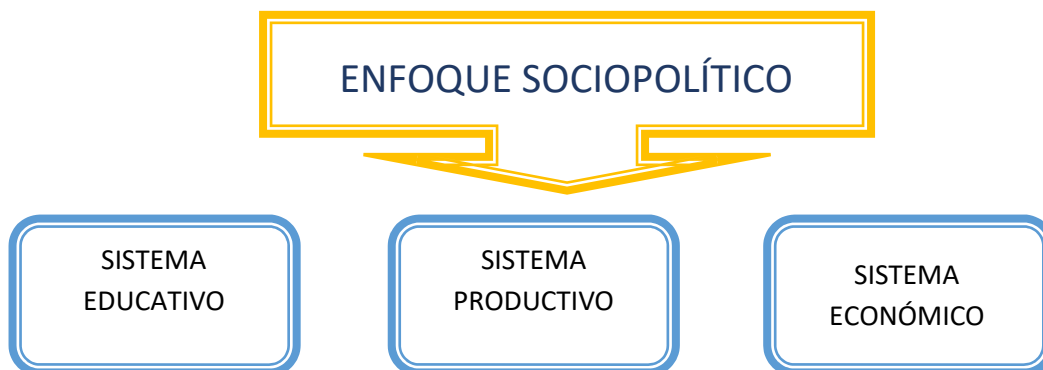 ENFOQUE SOCIOPOLÍTICO
SISTEMA
EDUCATIVO
SISTEMA
PRODUCTIVO
SISTEMA
ECONÓMICO